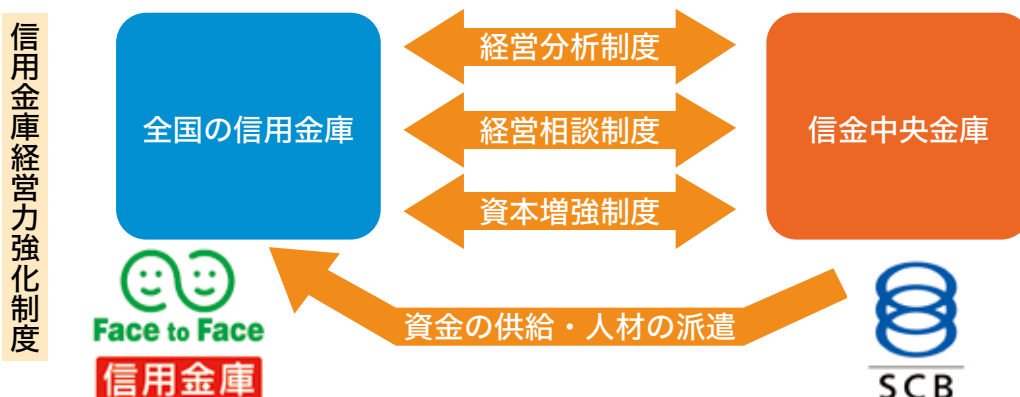 信用金庫経営力強化制度
全国の信用金庫
経営分析制度
経営相談制度
資本増強制度
信金中央金庫
資金の供給・人材の派遣
Face to Face
信用金庫
SCB